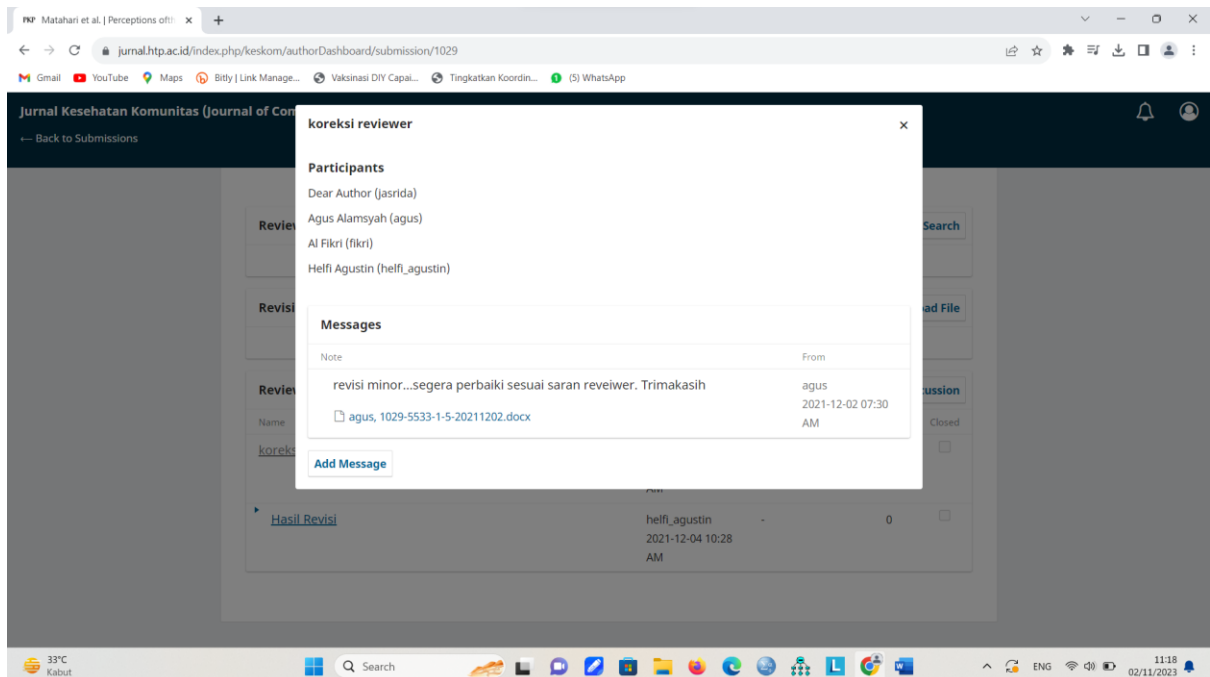 PKP Matahari et al. | Perceptions ofth
jurnal.htp.ac.id/index.php/keskom/authorDashboard/submission/1029
Gmail YouTube Maps Bitly | Link Manage... Vaksinasi DIY Capai... Tingkatkan Koordin... (5) WhatsApp
Jurnal Kesehatan Komunitas (Journal of Com
← Back to Submissions
koreksi reviewer
Participants
Dear Author (jasrida)
Agus Alamsyah (agus)
Al Fikri (fikri)
Helfi Agustin (helfi_agustin)
Review
Search
Revisi
ad File
Messages
Note From
revisi minor...segera perbaiki sesuai saran reveiwer. Trimakasih
agus
2021-12-02 07:30
AM
agus, 1029-5533-1-5-20211202.docx
Review
cussion
Name
Closed
koreks
Add Message
AM
Hasil Revisi
helfi_agustin - 0
2021-12-04 10:28
AM
33°C
Kabut
Search
ENG
11:18
02/11/2023